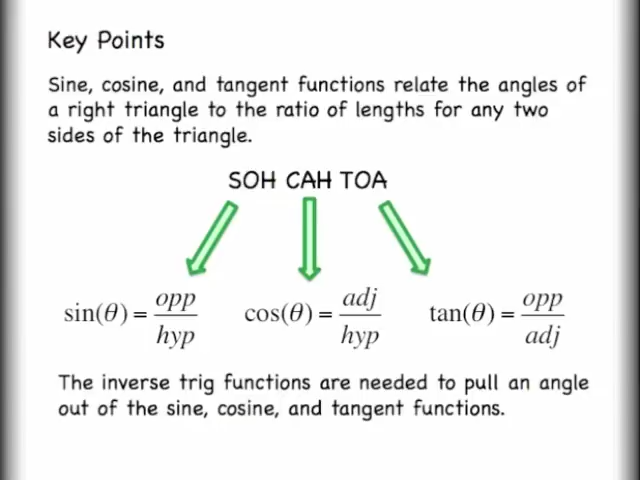 Key Points
Sine, cosine, and tangent functions relate the angles of
a right triangle to the ratio of lengths for any two
sides of the triangle.
SOH CAH TOA
sin(θ) = opp/hyp cos(θ) = adj/hyp tan(θ) = opp/adj
The inverse trig functions are needed to pull an angle
out of the sine, cosine, and tangent functions.